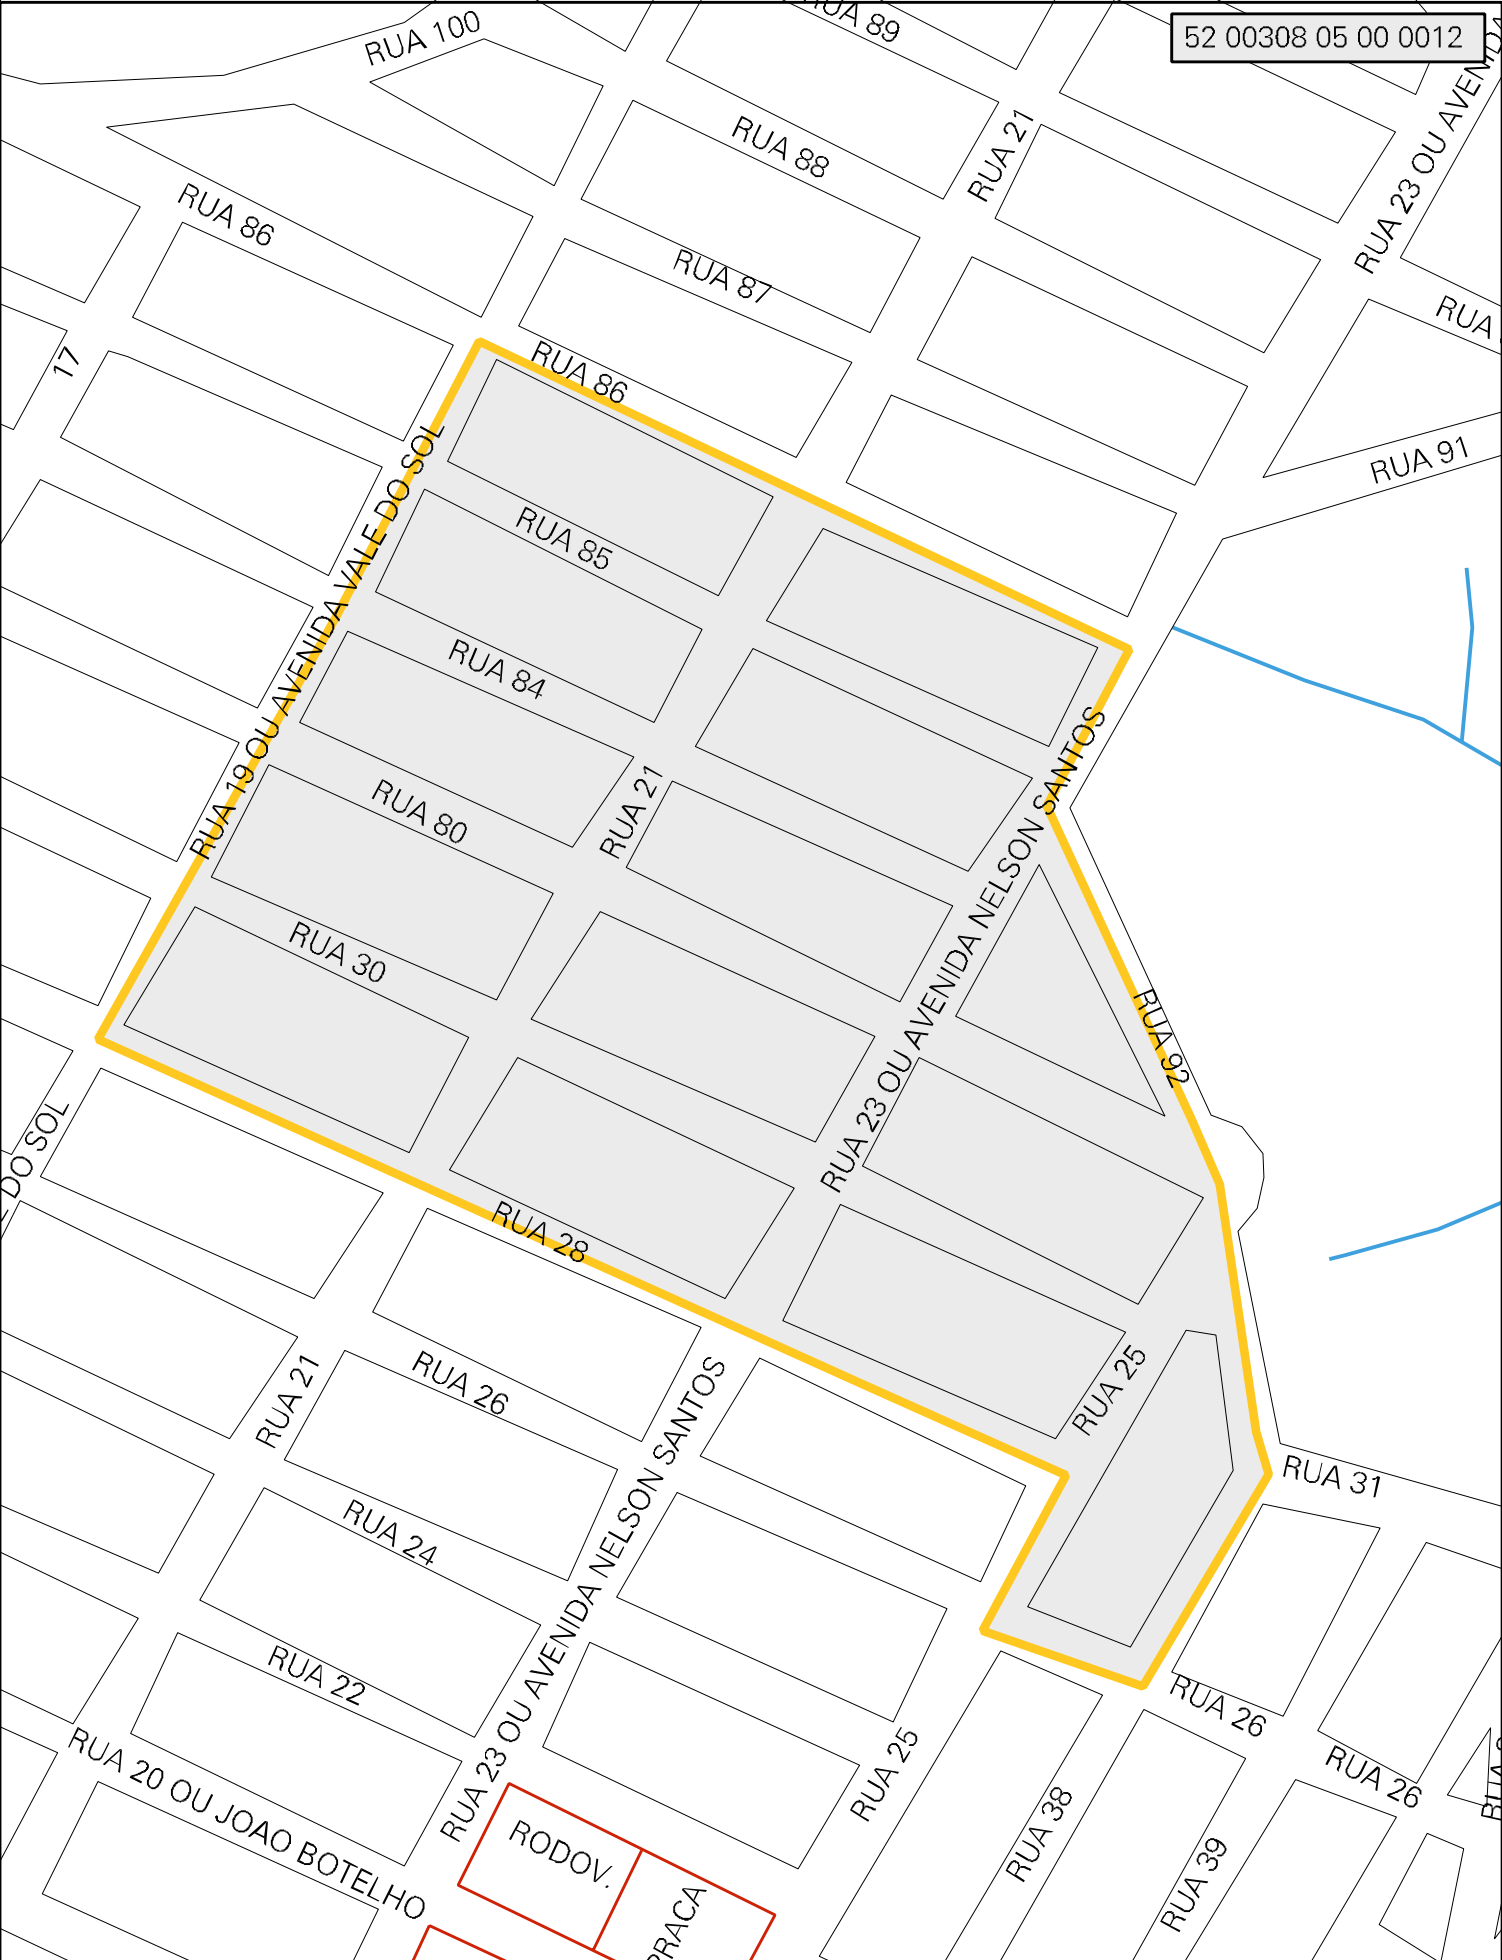 RUA 100
RUA 89
52 00308 05 00 0012
RUA 88
RUA 21
RUA 23 OU AVENIDA
RUA 86
RUA 87
RUA
17
RUA 86
RUA 91
RUA 19 OU AVENIDA VALE DO SOL
RUA 85
RUA 84
RUA 80
RUA 21
RUA 23 OU AVENIDA NELSON SANTOS
RUA 30
RUA 92
DO SOL
RUA 28
RUA 25
RUA 21
RUA 26
RUA 31
RUA 24
RUA 23 OU AVENIDA NELSON SANTOS
RUA 22
RUA 26
RUA 20 OU JOAO BOTELHO
RUA 25
RUA 26
RUA 38
RUA 39
RODOV.
PRACA